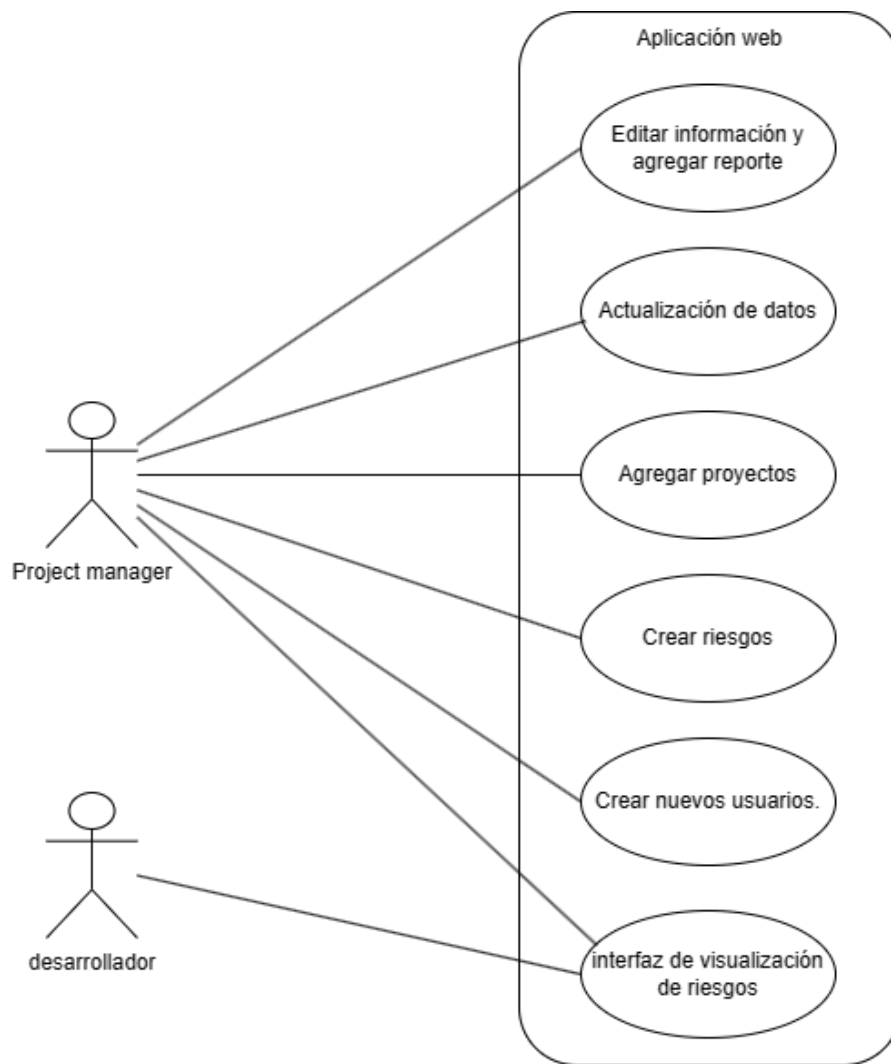 Aplicación web
Editar información y
agregar reporte
Actualización de datos
Agregar proyectos
Project manager
Crear riesgos
Crear nuevos usuarios.
desarrollador
interfaz de visualización
de riesgos